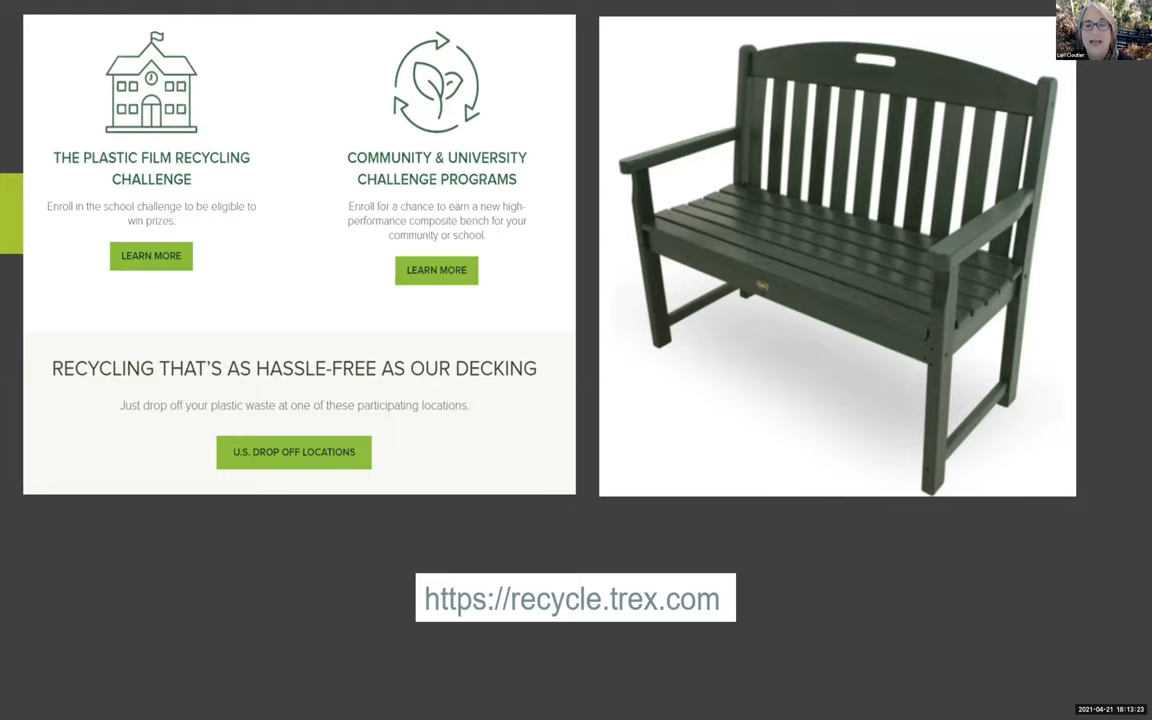 THE PLASTIC FILM RECYCLING
CHALLENGE
Enroll in the school challenge to be eligible to
win prizes.
LEARN MORE
COMMUNITY & UNIVERSITY
CHALLENGE PROGRAMS
Enroll for a chance to earn a new high-
performance composite bench for your
community or school.
LEARN MORE
RECYCLING THAT'S AS HASSLE-FREE AS OUR DECKING
Just drop off your plastic waste at one of these participating locations.
U.S. DROP OFF LOCATIONS
https://recycle.trex.com
Lori Cloutier
2021-04-21 18:13:23